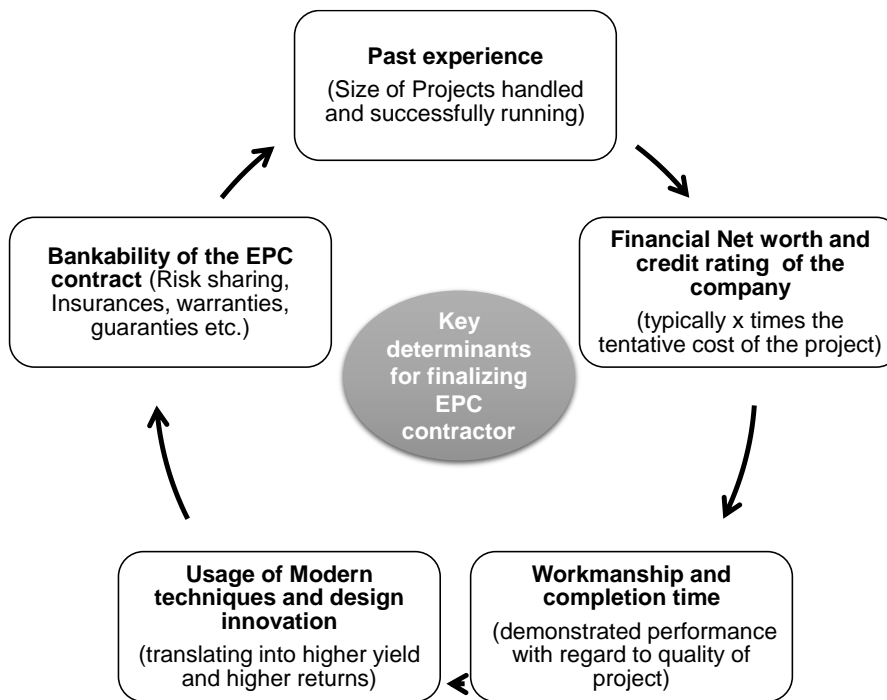 Past experience
(Size of Projects handled
and successfully running)
Financial Net worth and
credit rating of the
company
(typically x times the
tentative cost of the project)
Workmanship and
completion time
(demonstrated performance
with regard to quality of
project)
Usage of Modern
techniques and design
innovation
(translating into higher yield
and higher returns)
Bankability of the EPC
contract (Risk sharing,
Insurances, warranties,
guaranties etc.)
Key
determinants
for finalizing
EPC
contractor